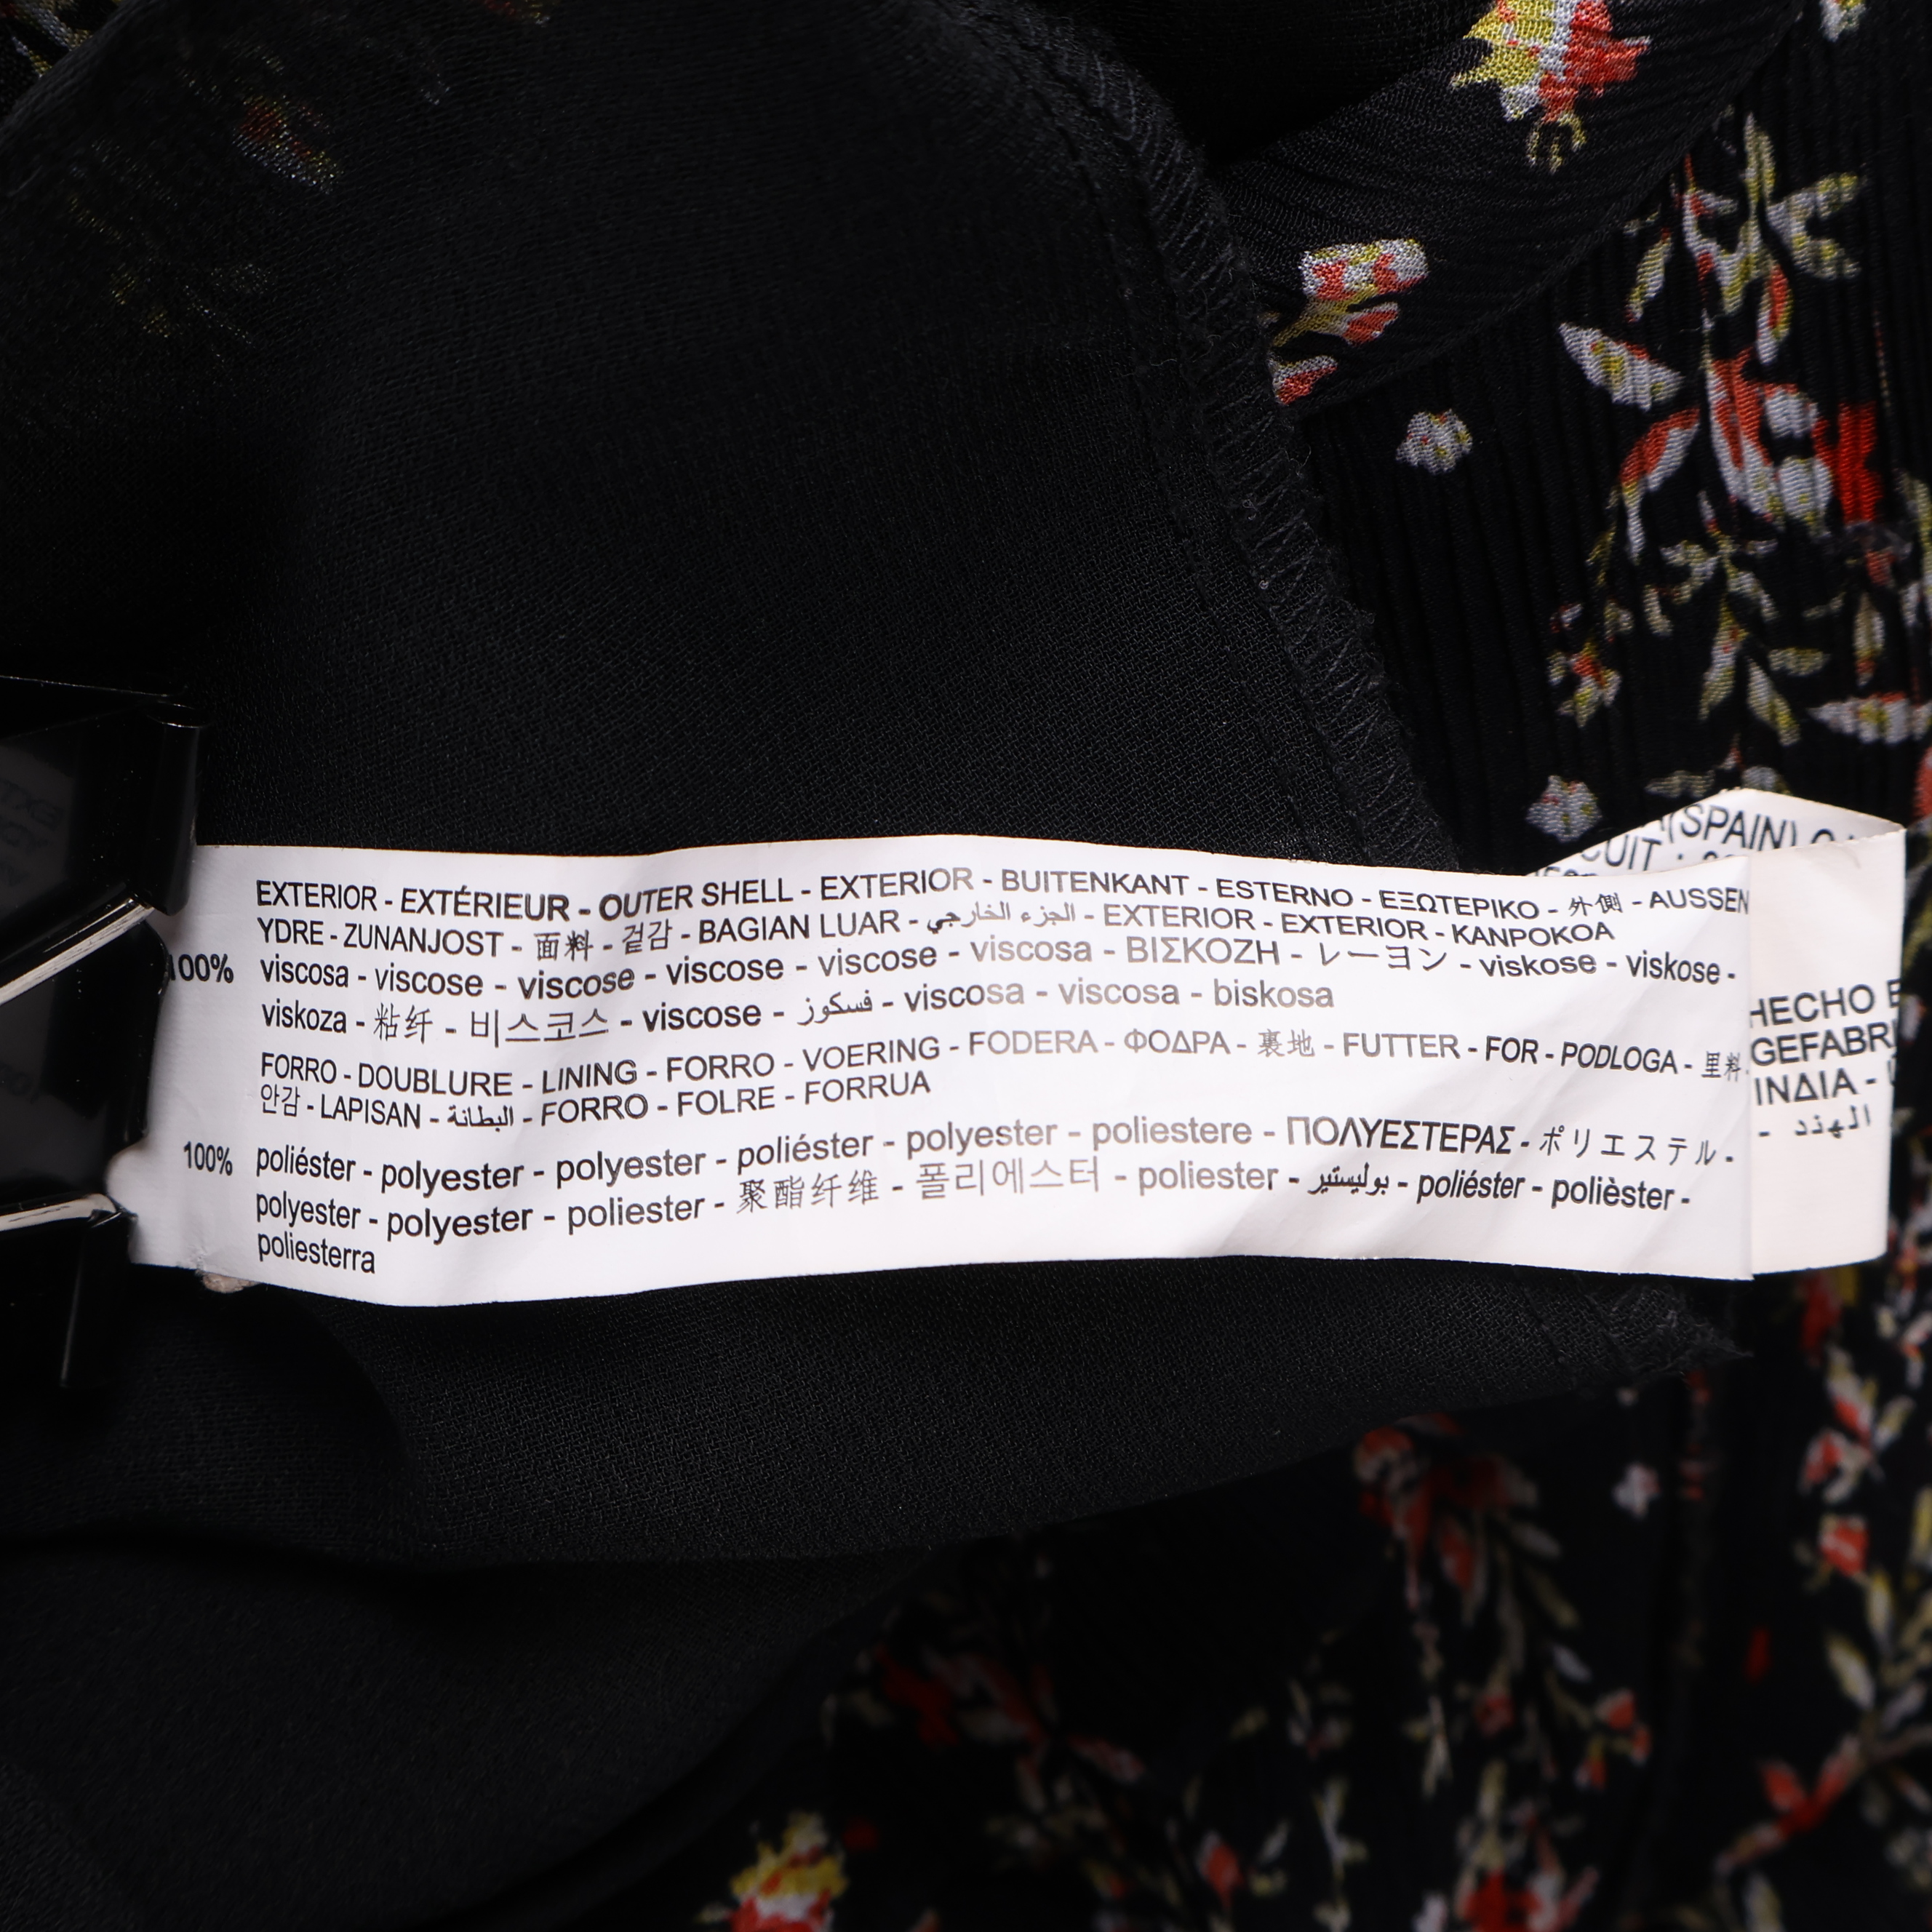 EXTERIOR - EXTÉRIEUR - OUTER SHELL - EXTERIOR - BUITENKANT - ESTERNO - ΕΞΩΤΕΡΙΚΟ - 外側 - AUSSEN
YDRE - ZUNANJOST - 面料 - 겉감 - BAGIAN LUAR - الجزء الخارجي - EXTERIOR - EXTERIOR - KANPOKOA
100% viscosa - viscose - viscose - viscose - viscose - viscosa - ΒΙΣΚΟΖΗ - レーヨン - viskose - viskose -
viskoza - 粘纤 - 비스코스 - viscose - فسكوز - viscosa - viscosa - biskosa
FORRO - DOUBLURE - LINING - FORRO - VOERING - FODERA - ΦΟΔΡΑ - 裏地 - FUTTER - FOR - PODLOGA - 里料 -
안감 - LAPISAN - البطانة - FORRO - FOLRE - FORRUA
100% poliéster - polyester - polyester - poliéster - polyester - poliestere - ΠΟΛΥΕΣΤΕΡΑΣ - ポリエステル -
polyester - polyester - poliester - 聚酯纤维 - 폴리에스터 - poliester - بوليستير - poliéster - polièster -
poliesterra
(SPAIN)
CUIT
HECHO E
GEFABRI
ΙΝΔΙΑ -
- الهند